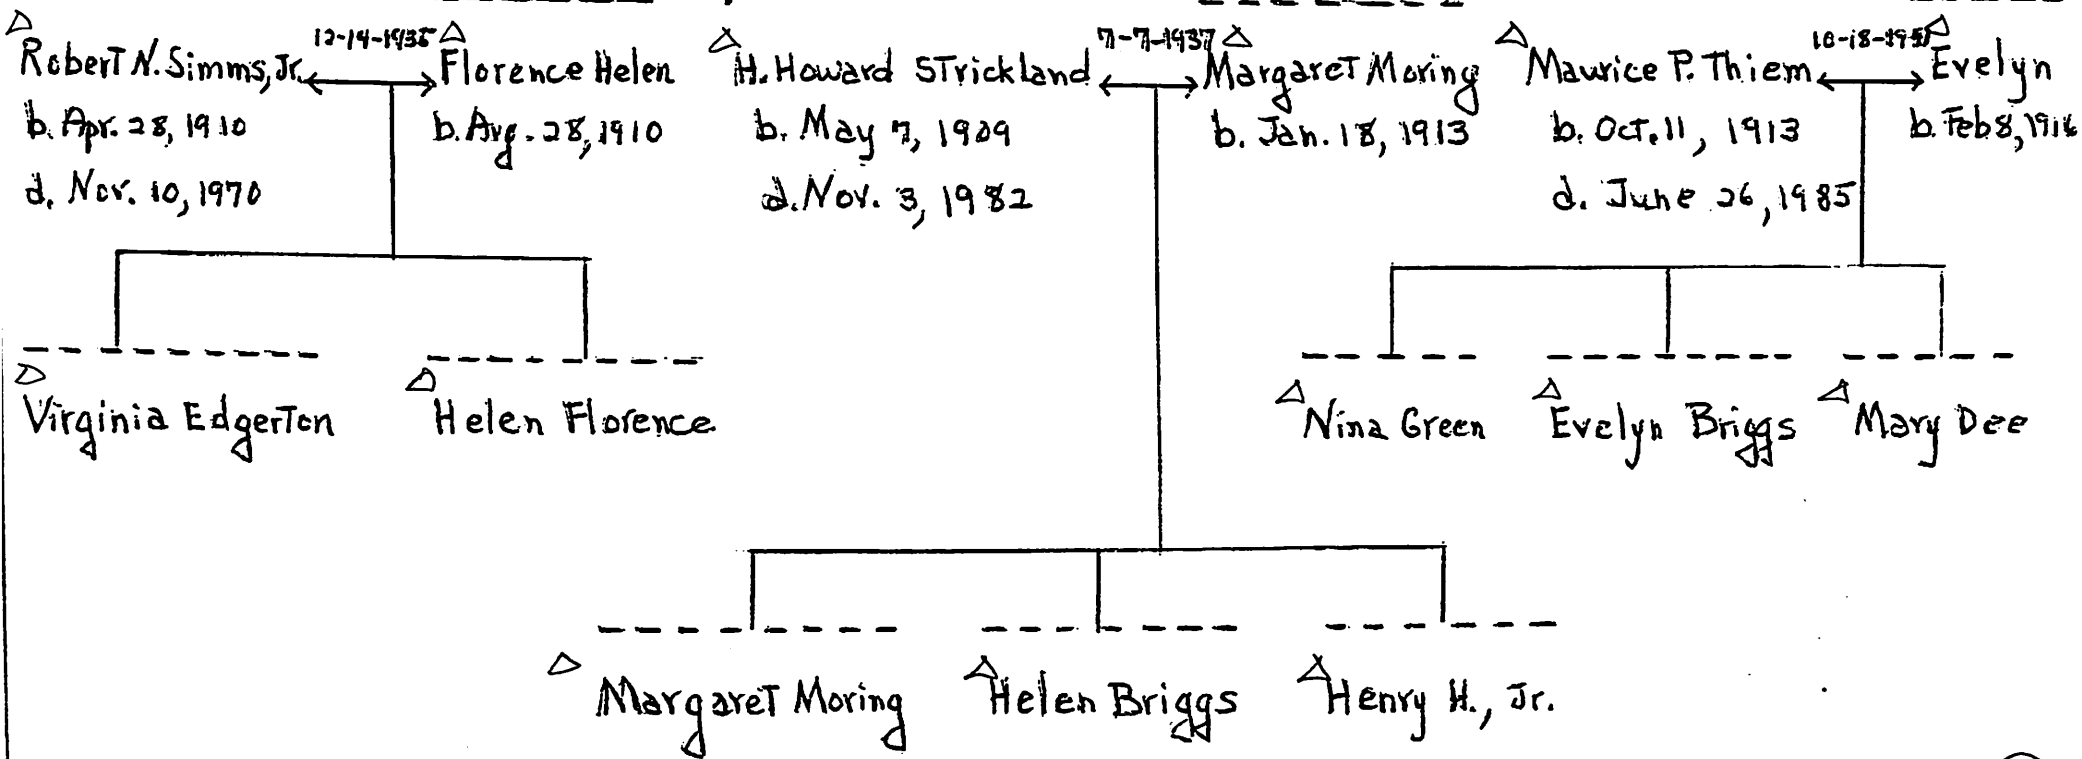 12-14-1935 7-7-1937 10-18-195
Robert N. Simms, Jr. Florence Helen H. Howard Strickland Margaret Moring Maurice P. Thiem Evelyn
b. Apr. 28, 1910 b. Aug. 28, 1910 b. May 7, 1909 b. Jan. 18, 1913 b. Oct. 11, 1913 b. Feb 8, 1916
d. Nov. 10, 1970 d. Nov. 3, 1982 d. June 26, 1985
Virginia Edgerton Helen Florence Nina Green Evelyn Briggs Mary Dee
Margaret Moring Helen Briggs Henry H., Jr.